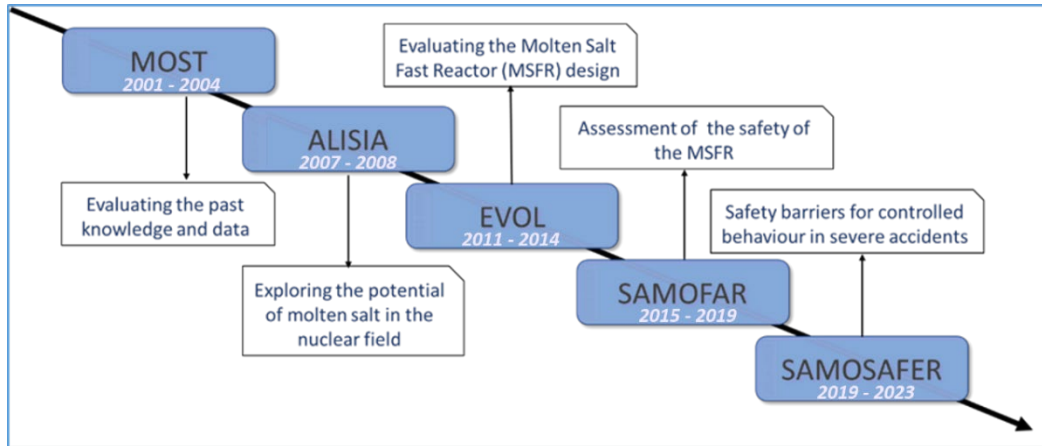 MOST
2001 - 2004
Evaluating the past
knowledge and data
ALISIA
2007 - 2008
Exploring the potential
of molten salt in the
nuclear field
Evaluating the Molten Salt
Fast Reactor (MSFR) design
EVOL
2011 - 2014
Assessment of the safety of
the MSFR
SAMOFAR
2015 - 2019
Safety barriers for controlled
behaviour in severe accidents
SAMOSAFER
2019 - 2023